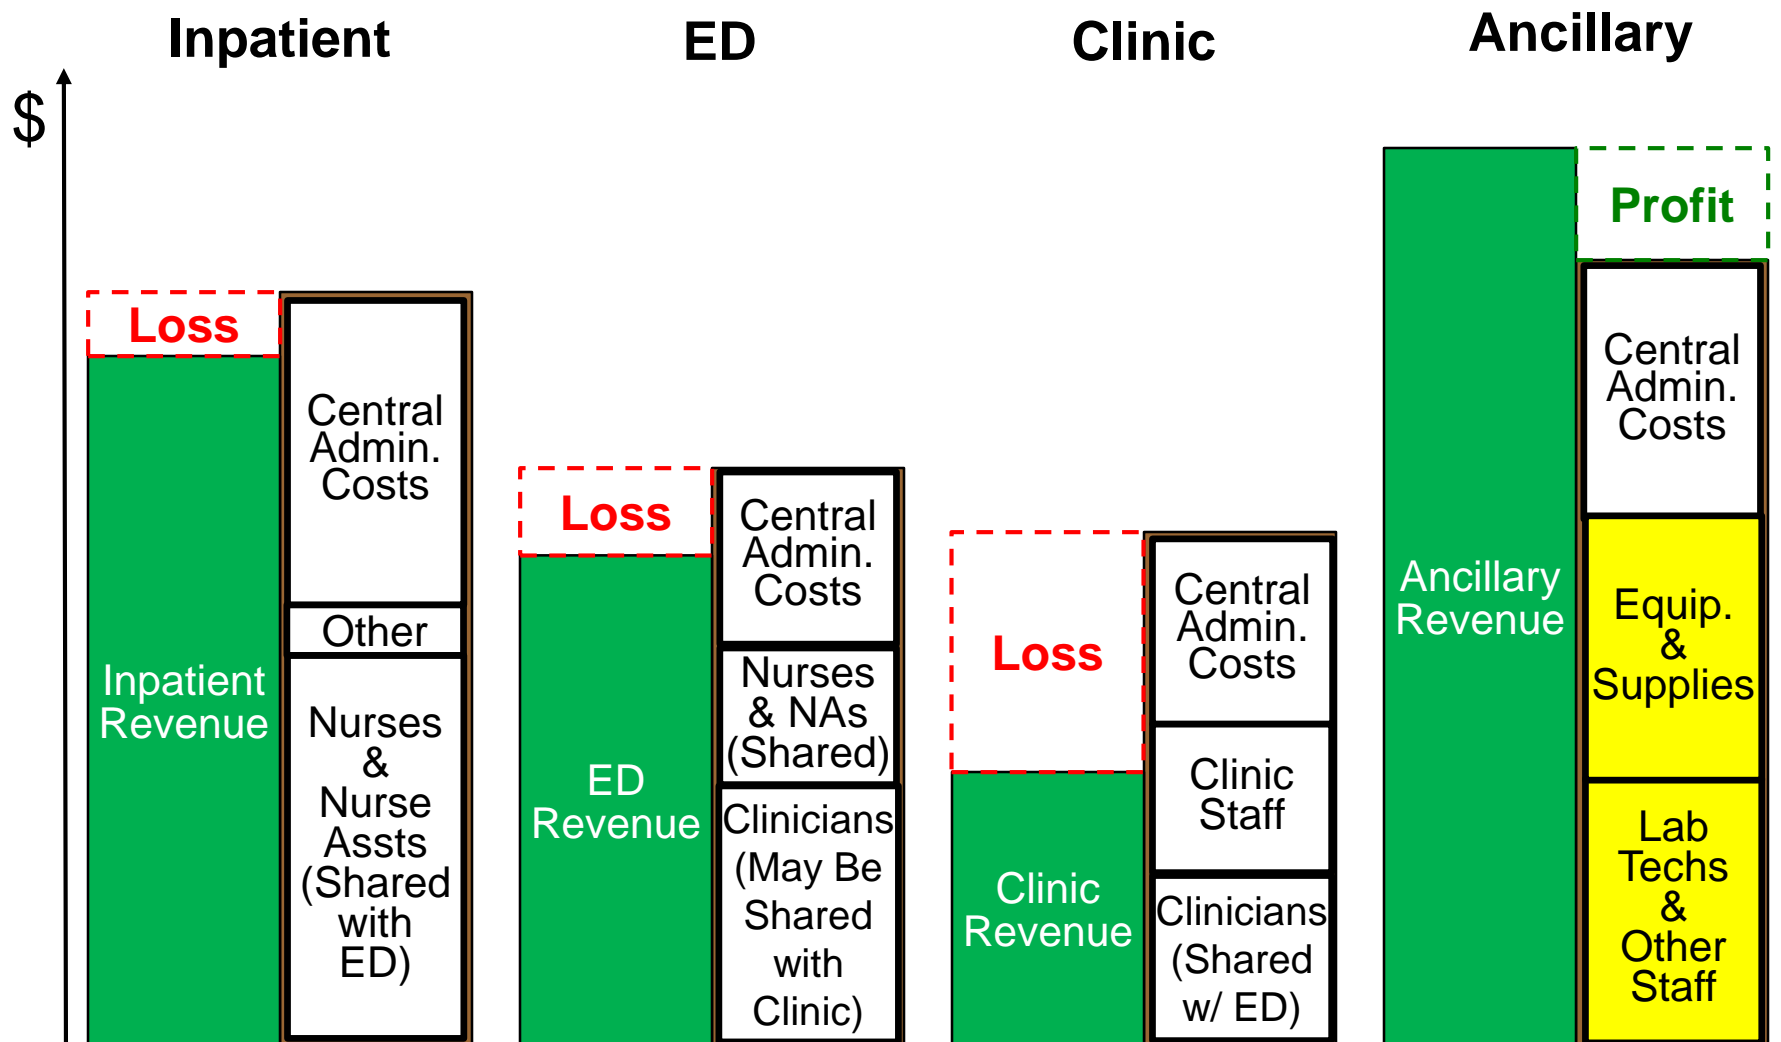 Inpatient
ED
Clinic
Ancillary
$
Loss
Inpatient
Revenue
Central
Admin.
Costs
Other
Nurses
&
Nurse
Assts
(Shared
with
ED)
Loss
ED
Revenue
Central
Admin.
Costs
Nurses
& NAs
(Shared)
Clinicians
(May Be
Shared
with
Clinic)
Loss
Clinic
Revenue
Central
Admin.
Costs
Clinic
Staff
Clinicians
(Shared
w/ ED)
Ancillary
Revenue
Profit
Central
Admin.
Costs
Equip.
&
Supplies
Lab
Techs
&
Other
Staff